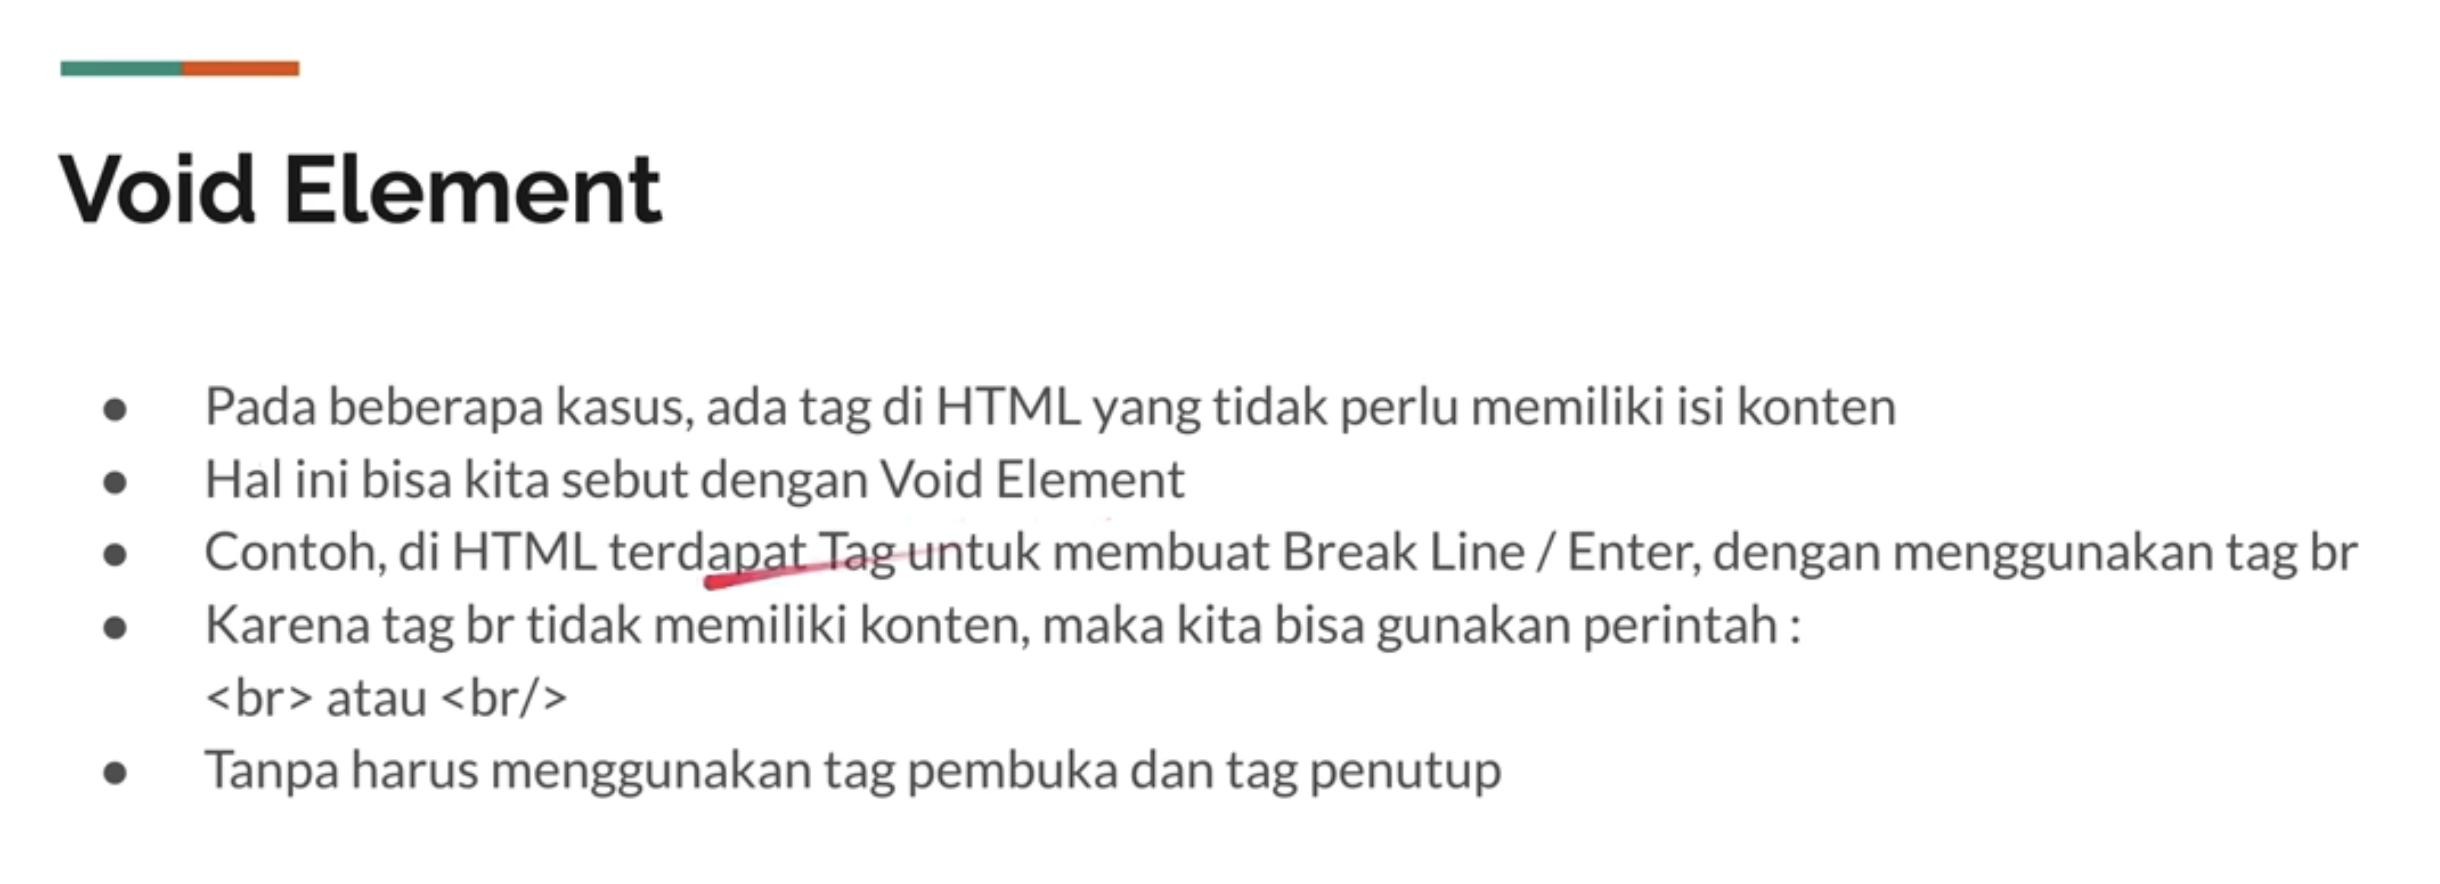 Void Element
● Pada beberapa kasus, ada tag di HTML yang tidak perlu memiliki isi konten
● Hal ini bisa kita sebut dengan Void Element
● Contoh, di HTML terdapat Tag untuk membuat Break Line / Enter, dengan menggunakan tag br
● Karena tag br tidak memiliki konten, maka kita bisa gunakan perintah :
<br> atau <br/>
● Tanpa harus menggunakan tag pembuka dan tag penutup